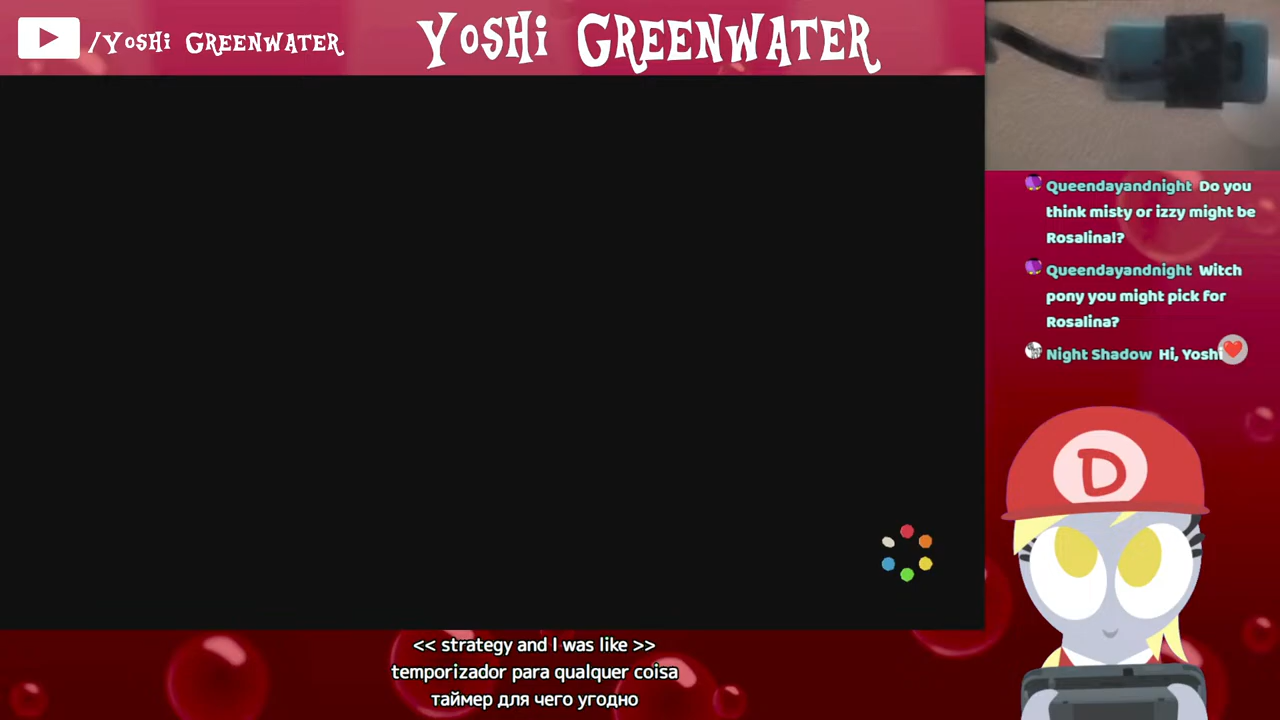 /Yoshi Greenwater
Yoshi Greenwater
Queendayandnight Do you
think misty or izzy might be
Rosalina!?
Queendayandnight Witch
pony you might pick for
Rosalina?
Night Shadow Hi, Yoshi
D
<< strategy and I was like >>
temporizador para qualquer coisa
таймер для чего угодно